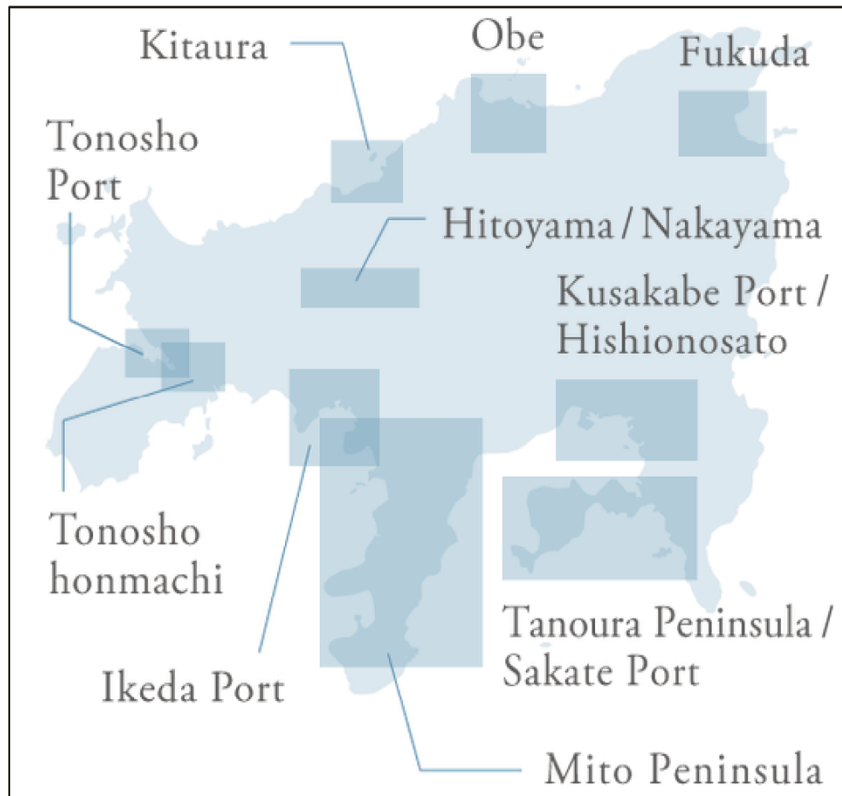 Obe
Kitaura
Fukuda
Tonosho
Port
Hitoyama / Nakayama
Kusakabe Port /
Hishionosato
Tonosho
honmachi
Tanoura Peninsula /
Sakate Port
Ikeda Port
Mito Peninsula